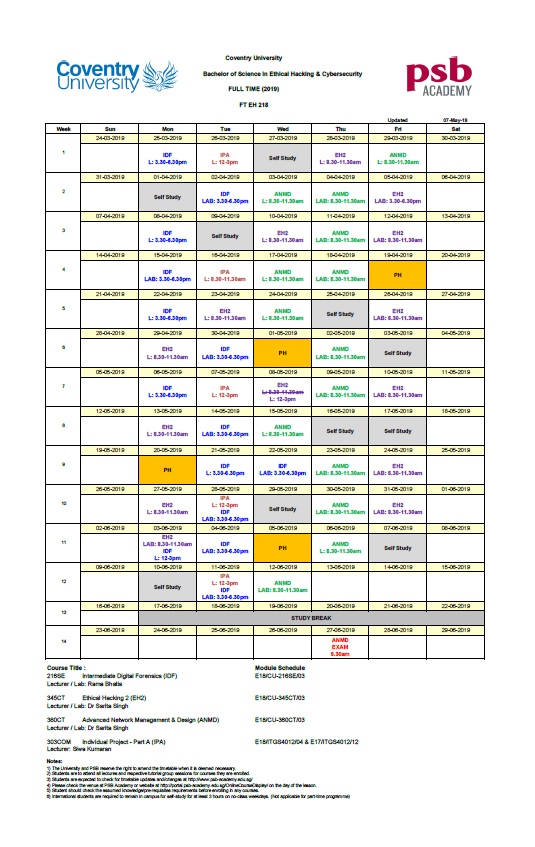 Coventry University
psb ACADEMY
Coventry University
Bachelor of Science in Ethical Hacking & Cybersecurity
FULL TIME (2019)
FT EH 218
Updated 07-May-19
Week Sun Mon Tue Wed Thu Fri Sat
24-03-2019 25-03-2019 26-03-2019 27-03-2019 28-03-2019 29-03-2019 30-03-2019
1 IDF L: 3.30-6.30pm IPA L: 12-3pm Self Study EH2 L: 8.30-11.30am ANMD L: 8.30-11.30am
31-03-2019 01-04-2019 02-04-2019 03-04-2019 04-04-2019 05-04-2019 06-04-2019
2 Self Study IDF LAB: 3.30-6.30pm ANMD L: 8.30-11.30am ANMD LAB: 8.30-11.30am EH2 LAB: 3.30-6.30pm
07-04-2019 08-04-2019 09-04-2019 10-04-2019 11-04-2019 12-04-2019 13-04-2019
3 IDF L: 3.30-6.30pm Self Study EH2 L: 8.30-11.30am ANMD LAB: 8.30-11.30am EH2 LAB: 8.30-11.30am
14-04-2019 15-04-2019 16-04-2019 17-04-2019 18-04-2019 19-04-2019 20-04-2019
4 IDF LAB: 3.30-6.30pm IPA L: 8.30-11.30am ANMD L: 8.30-11.30am ANMD LAB: 8.30-11.30am PH
21-04-2019 22-04-2019 23-04-2019 24-04-2019 25-04-2019 26-04-2019 27-04-2019
5 IDF L: 3.30-6.30pm EH2 L: 8.30-11.30am ANMD L: 8.30-11.30am Self Study EH2 LAB: 8.30-11.30am
28-04-2019 29-04-2019 30-04-2019 01-05-2019 02-05-2019 03-05-2019 04-05-2019
6 EH2 L: 8.30-11.30am IDF LAB: 3.30-6.30pm PH ANMD LAB: 8.30-11.30am Self Study
05-05-2019 06-05-2019 07-05-2019 08-05-2019 09-05-2019 10-05-2019 11-05-2019
7 IDF L: 3.30-6.30pm IPA L: 12-3pm EH2 L: 8.30-11.30am L: 12-3pm ANMD L: 8.30-11.30am EH2 LAB: 8.30-11.30am
12-05-2019 13-05-2019 14-05-2019 15-05-2019 16-05-2019 17-05-2019 18-05-2019
8 EH2 L: 8.30-11.30am IDF LAB: 3.30-6.30pm ANMD L: 8.30-11.30am Self Study Self Study
19-05-2019 20-05-2019 21-05-2019 22-05-2019 23-05-2019 24-05-2019 25-05-2019
9 PH IDF L: 3.30-6.30pm IDF LAB: 3.30-6.30pm ANMD LAB: 8.30-11.30am EH2 LAB: 8.30-11.30am
26-05-2019 27-05-2019 28-05-2019 29-05-2019 30-05-2019 31-05-2019 01-06-2019
10 EH2 L: 8.30-11.30am IPA L: 12-3pm IDF LAB: 3.30-6.30pm Self Study ANMD L: 8.30-11.30am EH2 LAB: 8.30-11.30am
02-06-2019 03-06-2019 04-06-2019 05-06-2019 06-06-2019 07-06-2019 08-06-2019
11 EH2 LAB: 8.30-11.30am IDF L: 12-3pm IDF LAB: 3.30-6.30pm PH ANMD L: 8.30-11.30am Self Study
09-06-2019 10-06-2019 11-06-2019 12-06-2019 13-06-2019 14-06-2019 15-06-2019
12 Self Study IPA L: 12-3pm IDF LAB: 3.30-6.30pm ANMD LAB: 8.30-11.30am
16-06-2019 17-06-2019 18-06-2019 19-06-2019 20-06-2019 21-06-2019 22-06-2019
13 STUDY BREAK
23-06-2019 24-06-2019 25-06-2019 26-06-2019 27-06-2019 28-06-2019 29-06-2019
14 ANMD EXAM 9.30am
Course Title : Module Schedule
216SE Intermediate Digital Forensics (IDF) E18/CU-216SE/03
Lecturer / Lab: Rama Bhatia
345CT Ethical Hacking 2 (EH2) E18/CU-345CT/03
Lecturer / Lab: Dr Sarita Singh
360CT Advanced Network Management & Design (ANMD) E18/CU-360CT/03
Lecturer / Lab: Dr Sarita Singh
303COM Individual Project - Part A (IPA) E18/ITGS4012/04 & E17/ITGS4012/12
Lecturer: Siwa Kumaran
Notes:
1) The University and PSB reserve the right to amend the timetable when it is deemed necessary.
2) Students are to attend all lectures and respective tutorial group sessions for courses they are enrolled.
3) Students are expected to check for timetable updates and/changes at http://www.psb-academy.edu.sg/
4) Please check the venue at PSB Academy or website at http://portal.psb-academy.edu.sg/OnlineCourseDisplay/ on the day of the lesson.
5) Student should check the assumed knowledge/pre-requisites requirements before enrolling in any courses.
6) International students are required to remain in campus for self-study for at least 3 hours on no-class weekdays. (Not applicable for part-time programme)